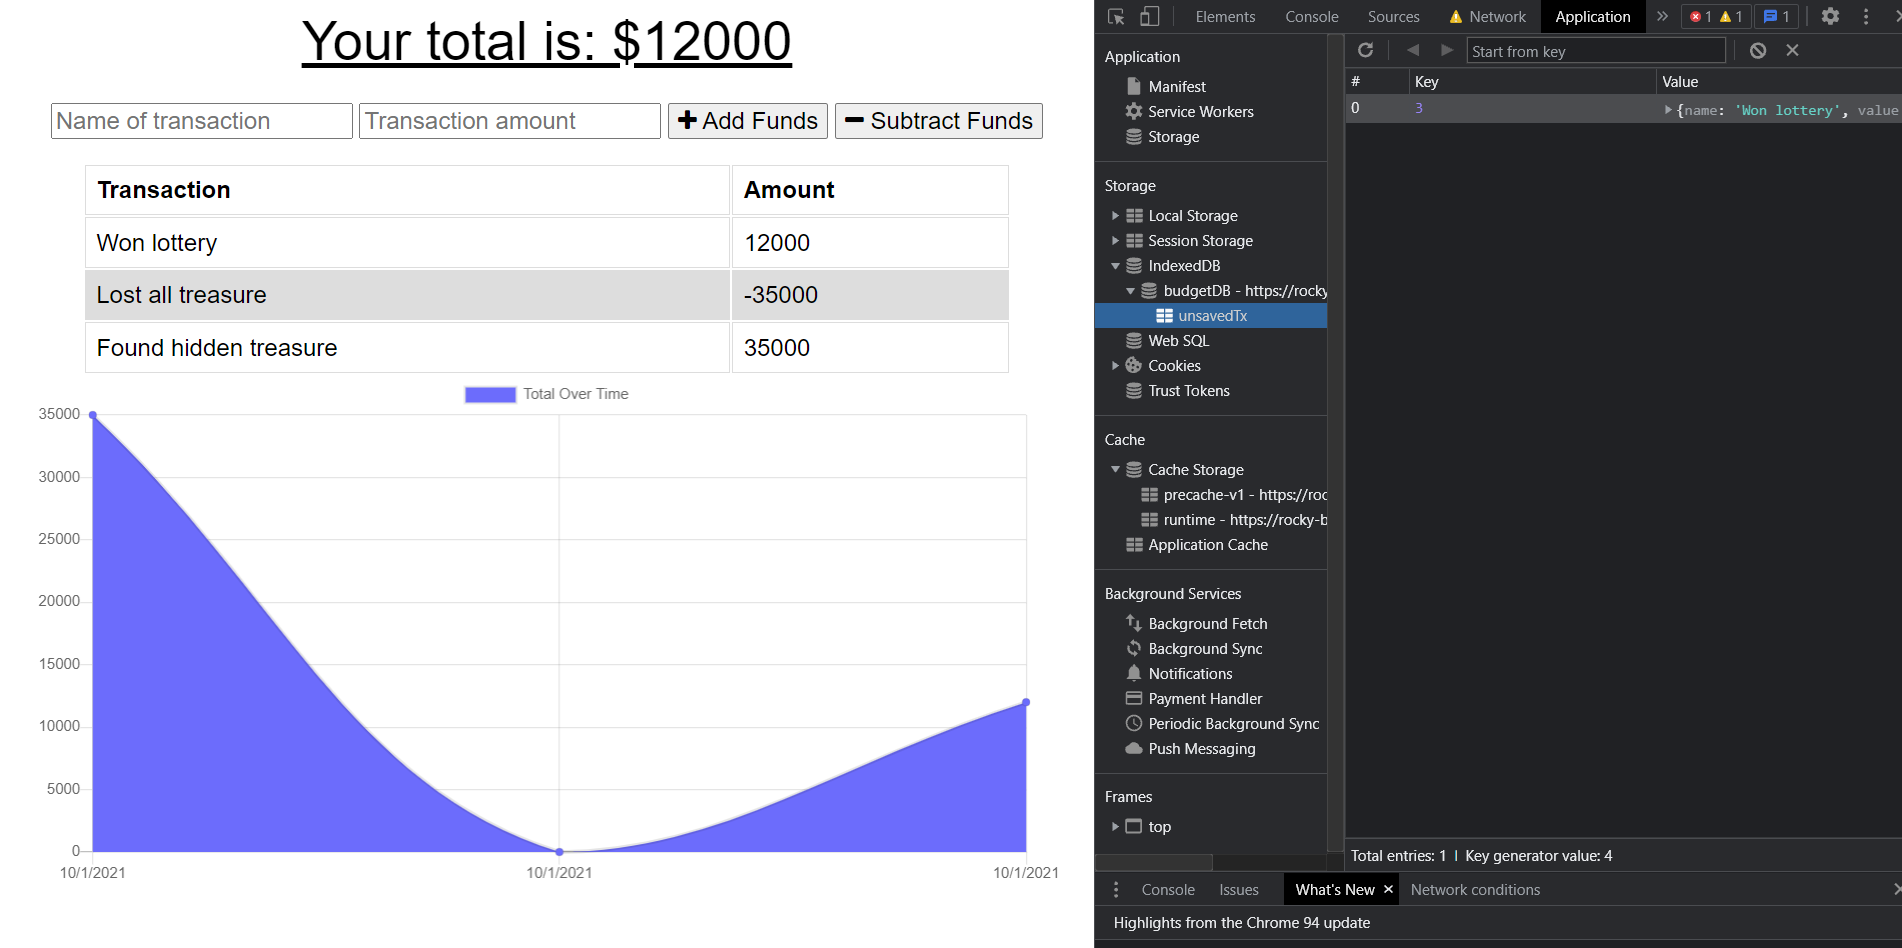 Your total is: $12000
Name of transaction Transaction amount Add Funds Subtract Funds
Transaction Amount
Won lottery 12000
Lost all treasure -35000
Found hidden treasure 35000
Total Over Time
35000
30000
25000
20000
15000
10000
5000
0
10/1/2021 10/1/2021 10/1/2021
Elements Console Sources Network Application 1 1 1
Application
Manifest
Service Workers
Storage
Storage
Local Storage
Session Storage
IndexedDB
budgetDB - https://rocky
unsavedTx
Web SQL
Cookies
Trust Tokens
Cache
Cache Storage
precache-v1 - https://roc
runtime - https://rocky-b
Application Cache
Background Services
Background Fetch
Background Sync
Notifications
Payment Handler
Periodic Background Sync
Push Messaging
Frames
top
Start from key
# Key Value
0 3 {name: 'Won lottery', value
Total entries: 1 Key generator value: 4
Console Issues What's New × Network conditions
Highlights from the Chrome 94 update